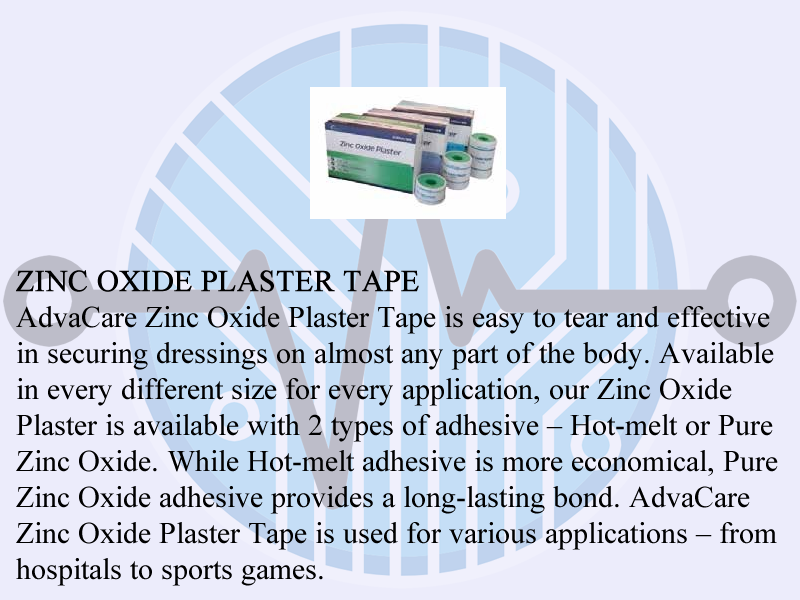 Zinc Oxide Plaster
ZINC OXIDE PLASTER TAPE
AdvaCare Zinc Oxide Plaster Tape is easy to tear and effective
in securing dressings on almost any part of the body. Available
in every different size for every application, our Zinc Oxide
Plaster is available with 2 types of adhesive – Hot-melt or Pure
Zinc Oxide. While Hot-melt adhesive is more economical, Pure
Zinc Oxide adhesive provides a long-lasting bond. AdvaCare
Zinc Oxide Plaster Tape is used for various applications – from
hospitals to sports games.